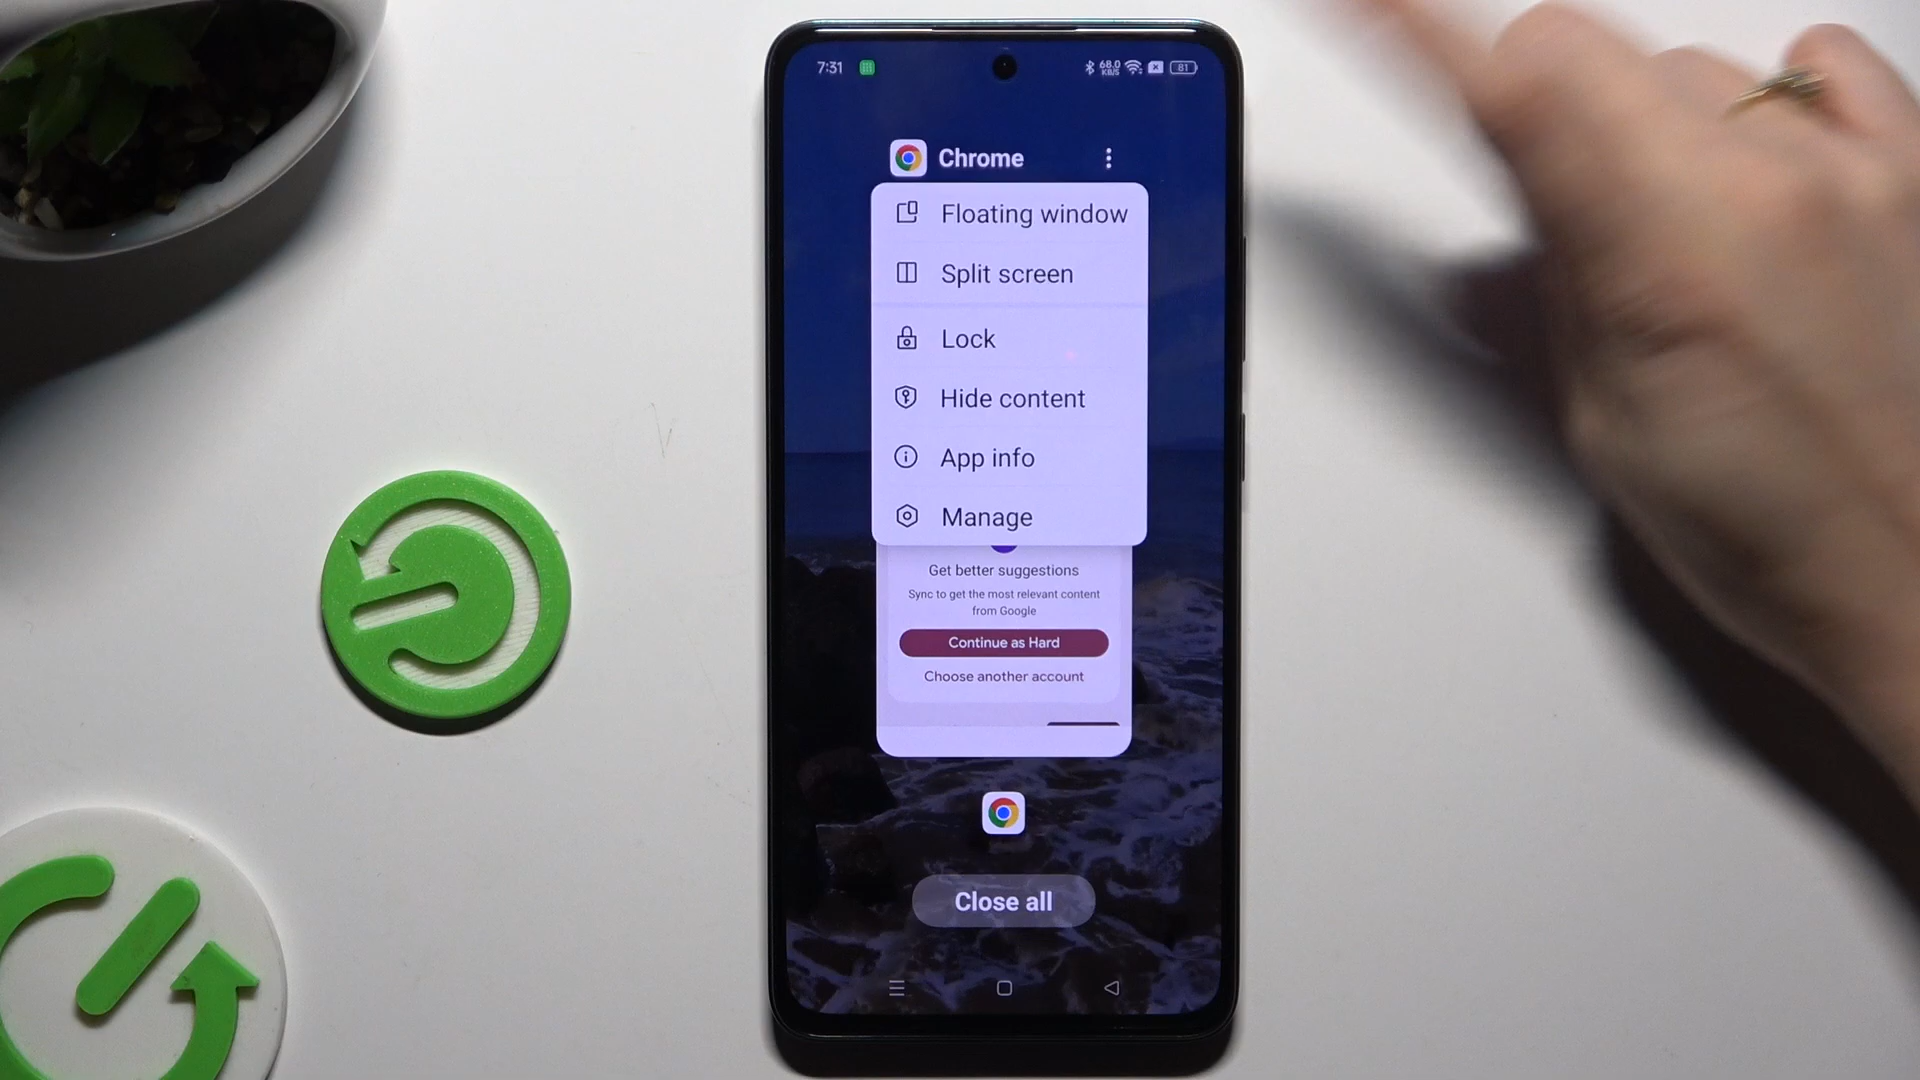 7:31
68.0
KB/S
81
Chrome
Floating window
Split screen
Lock
Hide content
App info
Manage
Get better suggestions
Sync to get the most relevant content
from Google
Continue as Hard
Choose another account
Close all